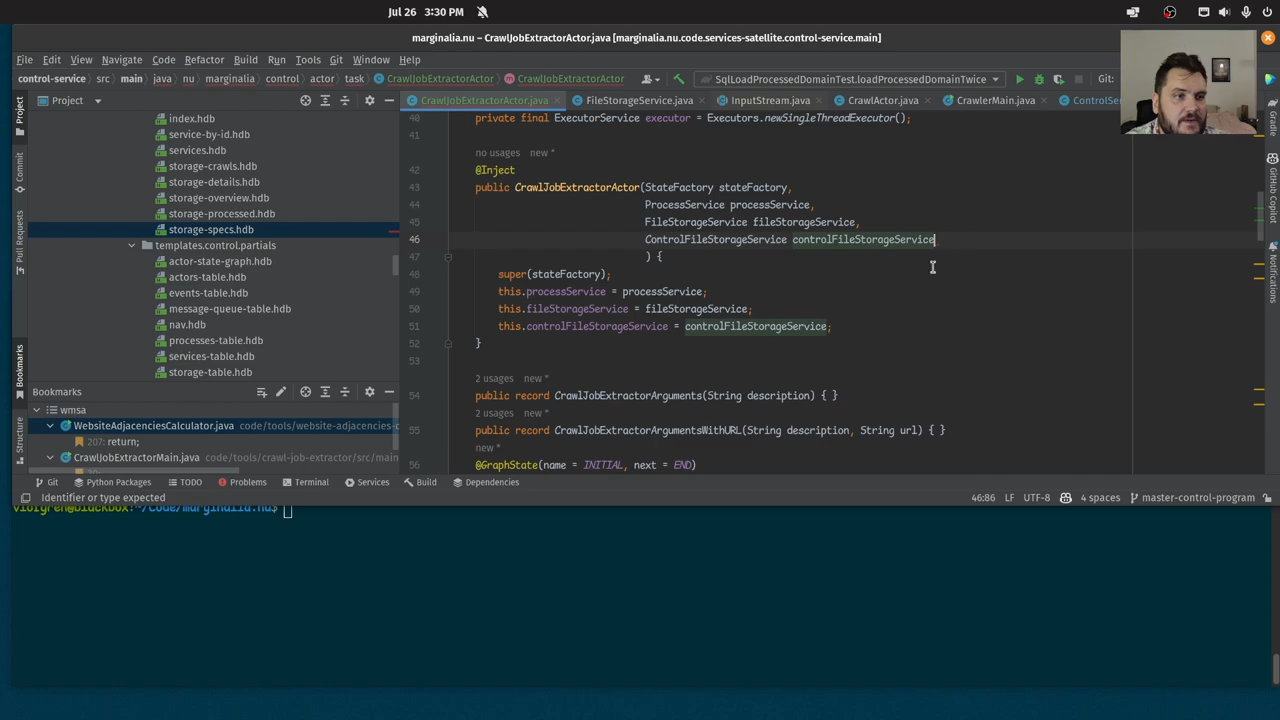 Jul 26 3:30 PM
marginalia.nu – CrawlJobExtractorActor.java [marginalia.nu.code.services-satellite.control-service.main]
File Edit View Navigate Code Refactor Build Run Tools Git Window Help
control-service src main java nu marginalia control actor task CrawlJobExtractorActor CrawlJobExtractorActor SqlLoadProcessedDomainTest.loadProcessedDomainTwice Git:
Project
CrawlJobExtractorActor.java FileStorageService.java InputStream.java CrawlActor.java CrawlerMain.java ControlSe
Project
Commit
Pull Requests
Bookmarks
Structure
index.hdb
service-by-id.hdb
services.hdb
storage-crawls.hdb
storage-details.hdb
storage-overview.hdb
storage-processed.hdb
storage-specs.hdb
templates.control.partials
actor-state-graph.hdb
actors-table.hdb
events-table.hdb
message-queue-table.hdb
nav.hdb
processes-table.hdb
services-table.hdb
storage-table.hdb
Bookmarks
wmsa
WebsiteAdjacenciesCalculator.java code/tools/website-adjacencies-c
207: return;
CrawlJobExtractorMain.java code/tools/crawl-job-extractor/src/main
40 private final ExecutorService executor = Executors.newSingleThreadExecutor();
41
no usages new *
42 @Inject
43 public CrawlJobExtractorActor(StateFactory stateFactory,
44 ProcessService processService,
45 FileStorageService fileStorageService,
46 ControlFileStorageService controlFileStorageService
47 ) {
48 super(stateFactory);
49 this.processService = processService;
50 this.fileStorageService = fileStorageService;
51 this.controlFileStorageService = controlFileStorageService;
52 }
53
2 usages new *
54 public record CrawlJobExtractorArguments(String description) { }
2 usages new *
55 public record CrawlJobExtractorArgumentsWithURL(String description, String url) { }
new *
56 @GraphState(name = INITIAL, next = END)
Gradle
GitHub Copilot
Notifications
Git Python Packages TODO Problems Terminal Services Build Dependencies
Identifier or type expected 46:86 LF UTF-8 4 spaces master-control-program
vlofgren@blackbox:~/Code/marginalia.nu$